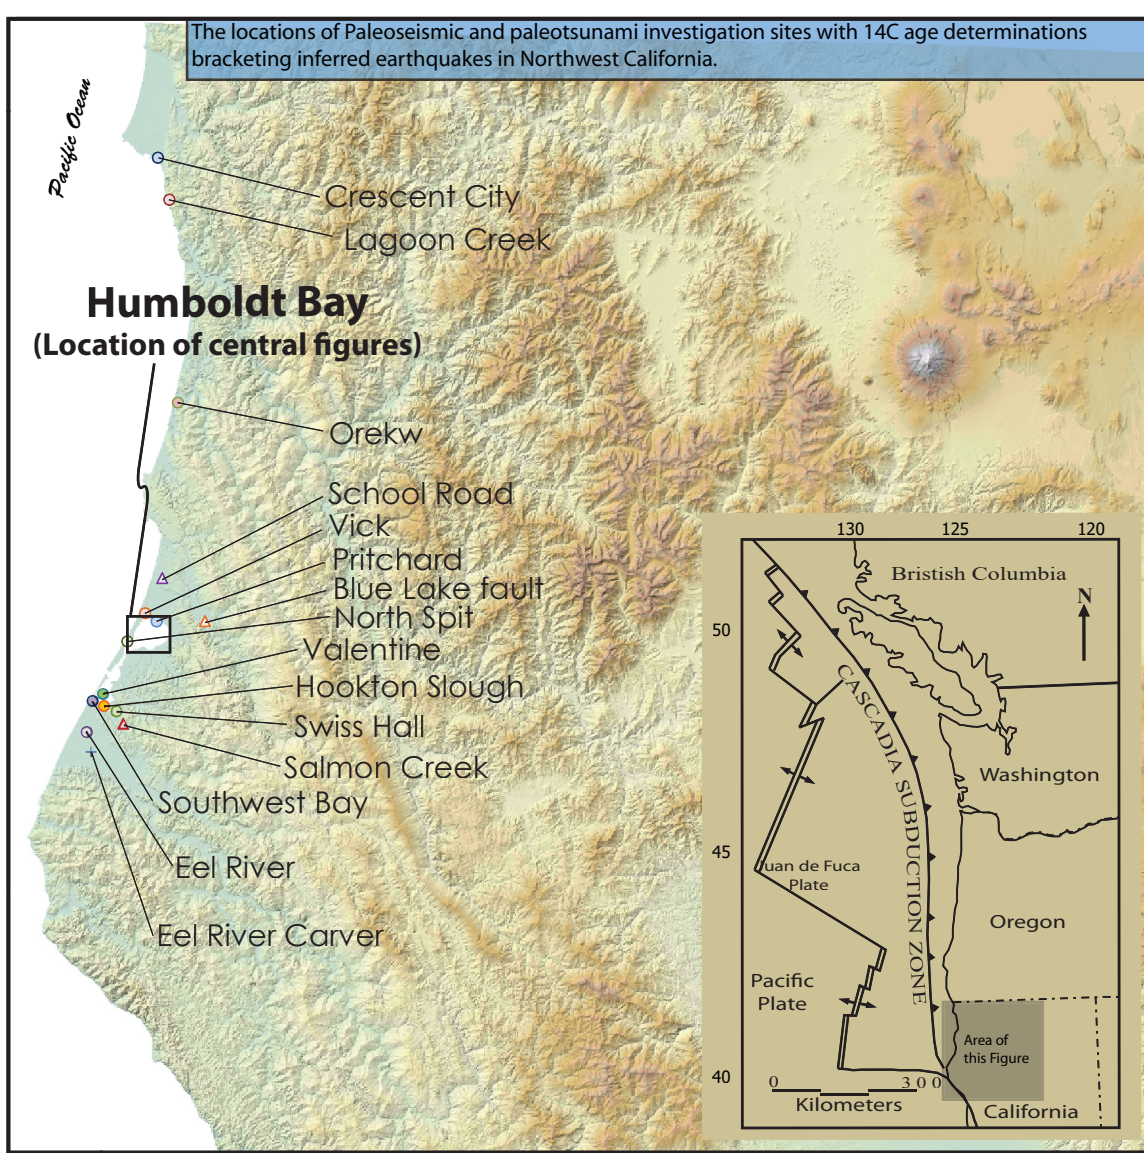 The locations of Paleoseismic and paleotsunami investigation sites with 14C age determinations
bracketing inferred earthquakes in Northwest California.
Pacific Ocean
Crescent City
Lagoon Creek
Humboldt Bay
(Location of central figures)
Orekw
School Road
Vick
Pritchard
Blue Lake fault
North Spit
Valentine
Hookton Slough
Swiss Hall
Salmon Creek
Southwest Bay
Eel River
Eel River Carver
130
125
120
50
45
40
Bristish Columbia
N
CASCADIA SUBDUCTION ZONE
Washington
Juan de Fuca
Plate
Oregon
Pacific
Plate
Area of
this Figure
0 300
Kilometers
California